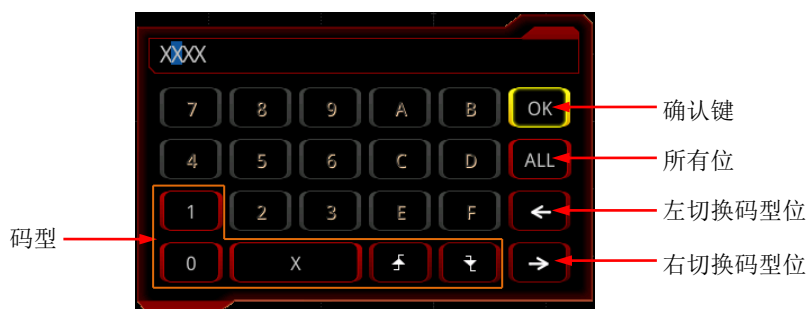 XXXX
7 8 9 A B OK 确认键
4 5 6 C D ALL 所有位
1 2 3 E F ← 左切换码型位
码型
0 X → 右切换码型位